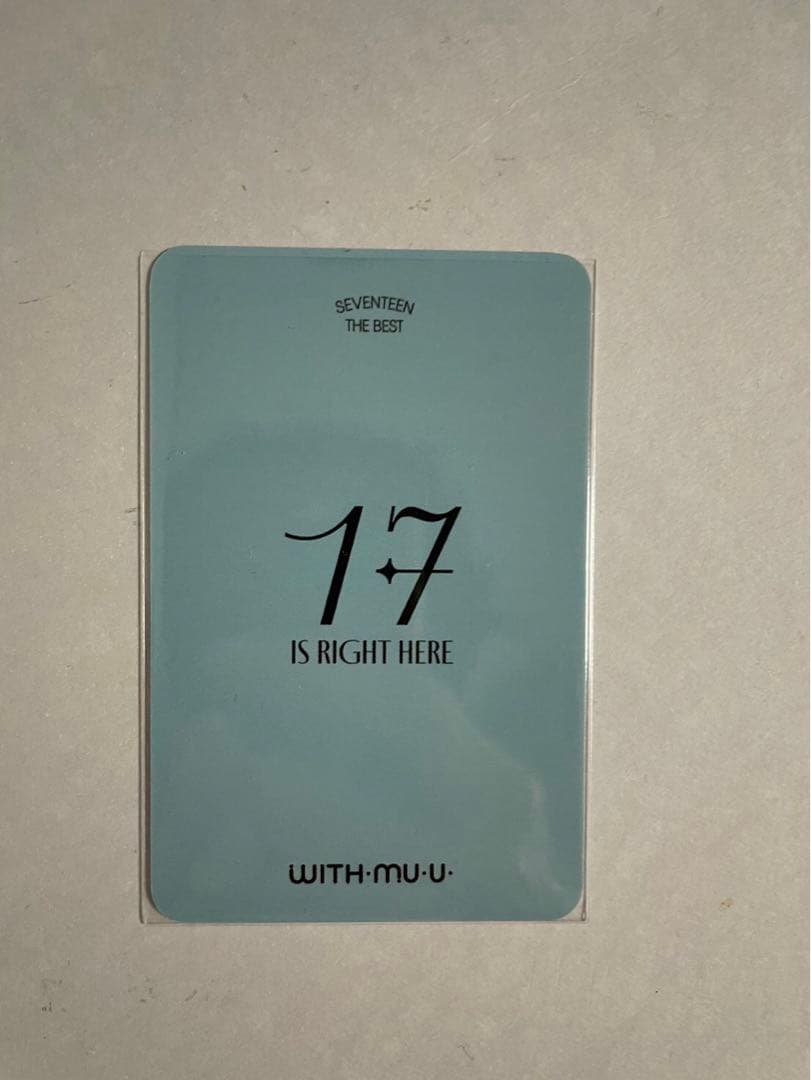 SEVENTEEN
THE BEST
17
IS RIGHT HERE
WITH·MU·U·